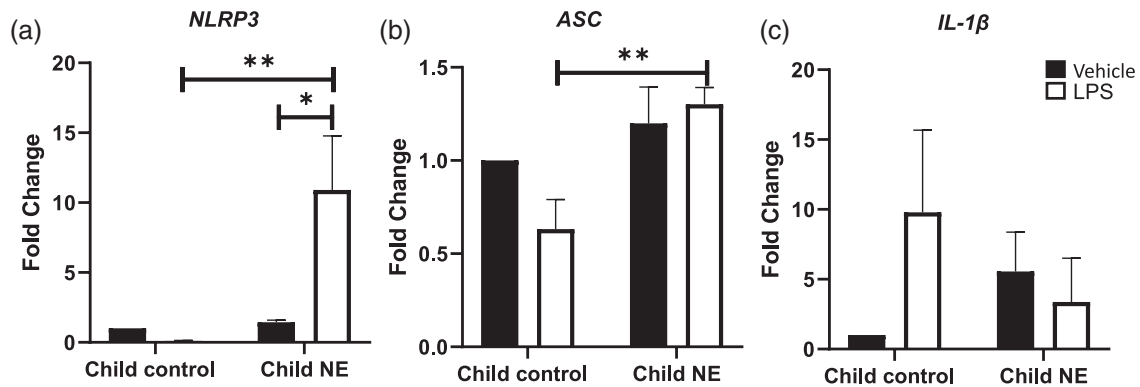 (a)
NLRP3
**
*
Fold Change
20
15
10
5
0
Child control
Child NE
(b)
ASC
**
Fold Change
1.5
1.0
0.5
0.0
Child control
Child NE
(c)
IL-1β
Vehicle
LPS
Fold Change
20
15
10
5
0
Child control
Child NE